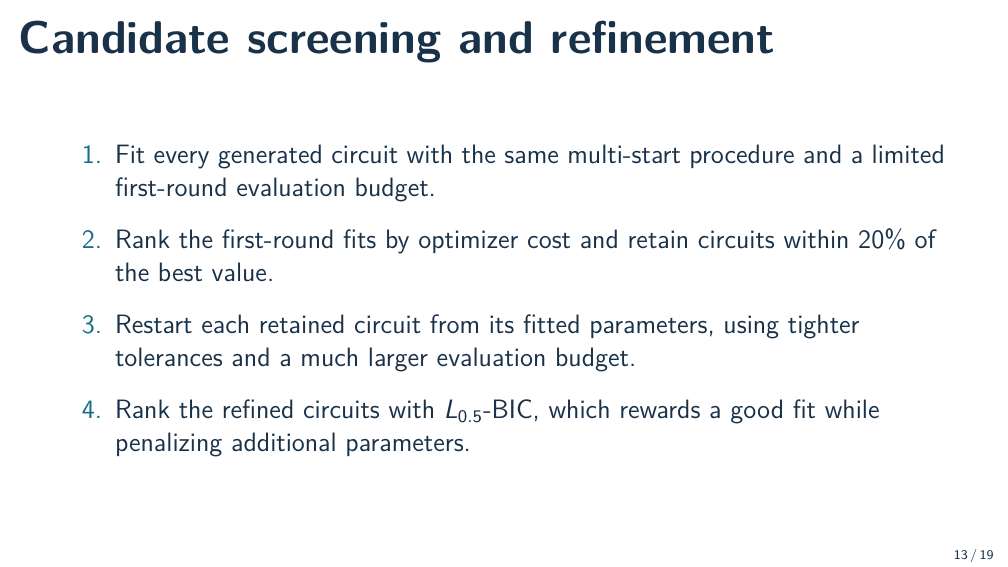 Candidate screening and refinement
1. Fit every generated circuit with the same multi-start procedure and a limited
first-round evaluation budget.
2. Rank the first-round fits by optimizer cost and retain circuits within 20% of
the best value.
3. Restart each retained circuit from its fitted parameters, using tighter
tolerances and a much larger evaluation budget.
4. Rank the refined circuits with L0.5-BIC, which rewards a good fit while
penalizing additional parameters.
13 / 19